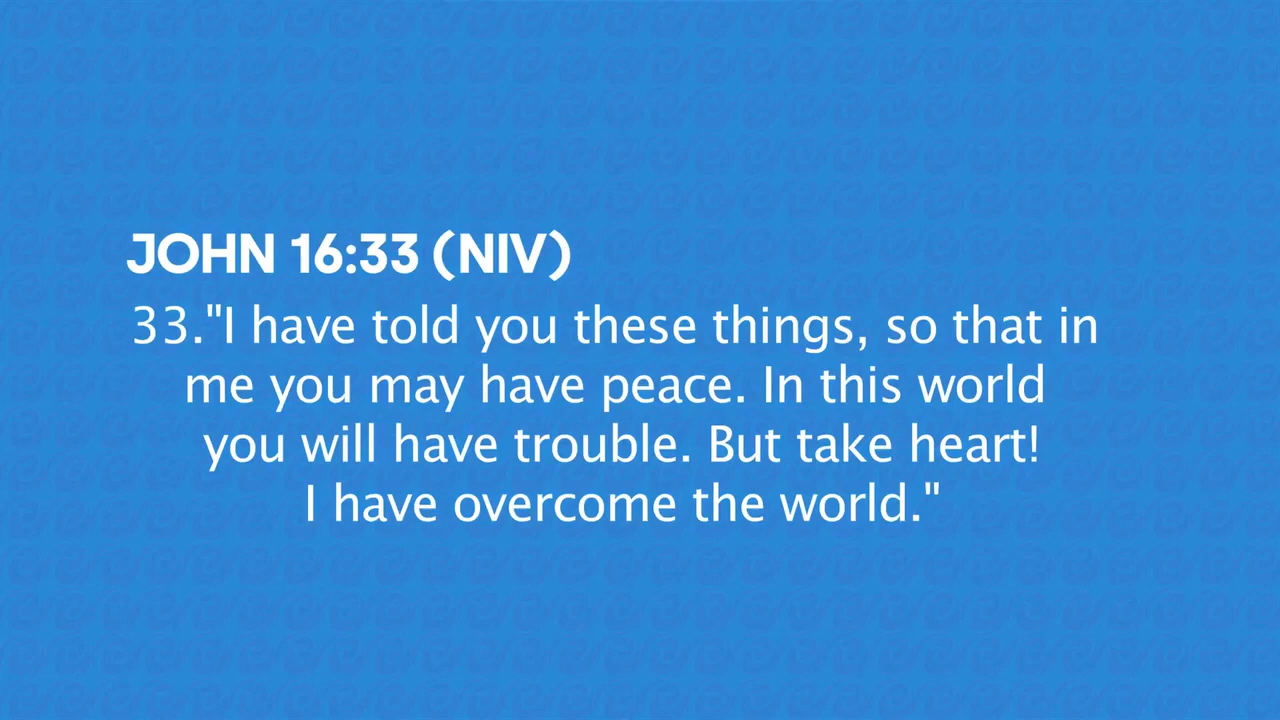 JOHN 16:33 (NIV)
33."I have told you these things, so that in
me you may have peace. In this world
you will have trouble. But take heart!
I have overcome the world."